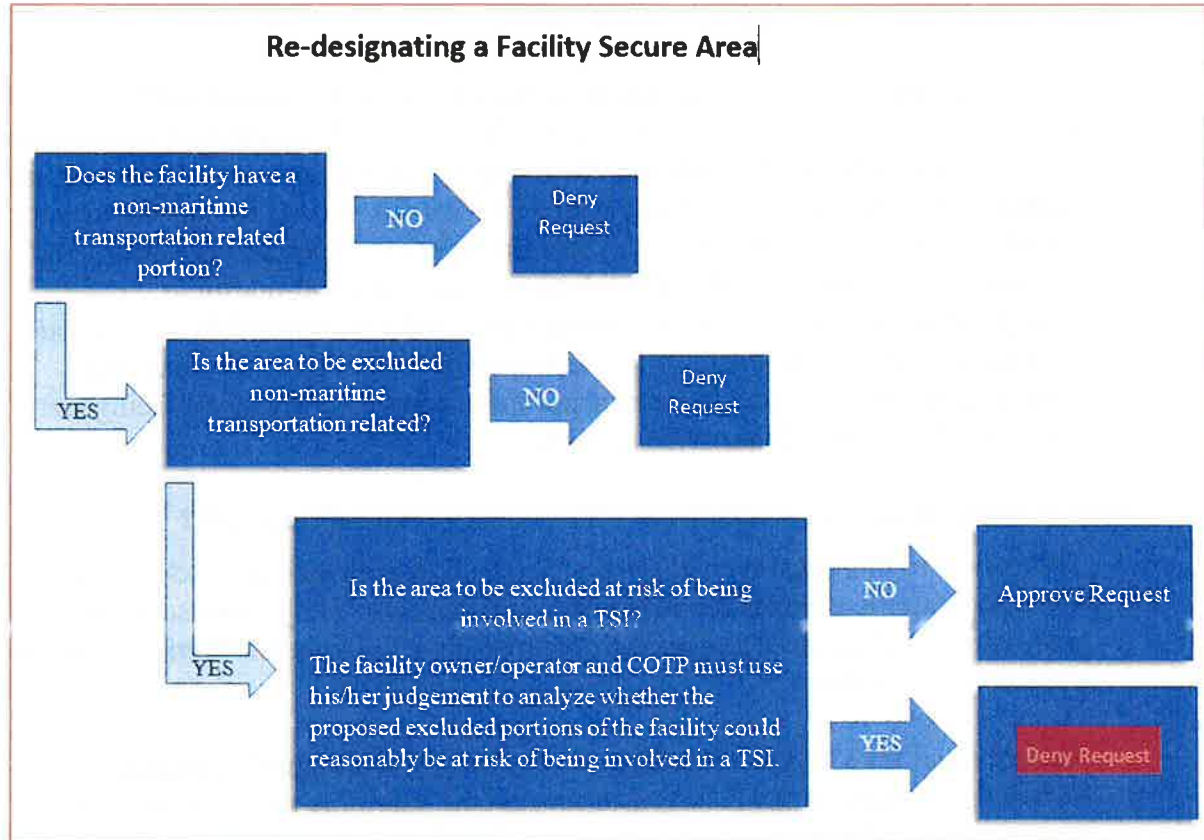 Re-designating a Facility Secure Area
Does the facility have a
non-maritime
transportation related
portion?
NO
Deny
Request
YES
Is the area to be excluded
non-maritime
transportation related?
NO
Deny
Request
YES
Is the area to be excluded at risk of being
involved in a TSI?
The facility owner/operator and COTP must use
his/her judgement to analyze whether the
proposed excluded portions of the facility could
reasonably be at risk of being involved in a TSI.
NO
Approve Request
YES
Deny Request